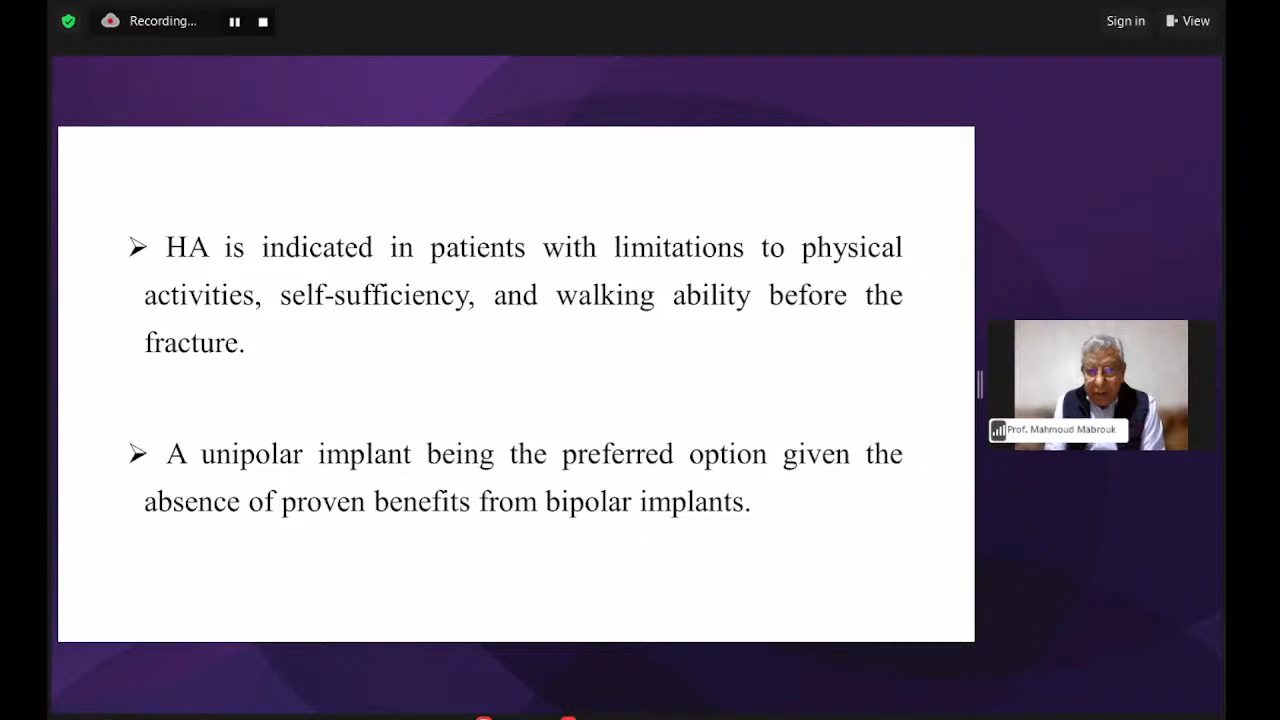 Recording...
Sign in
View
➢ HA is indicated in patients with limitations to physical
activities, self-sufficiency, and walking ability before the
fracture.
➢ A unipolar implant being the preferred option given the
absence of proven benefits from bipolar implants.
Prof. Mahmoud Mabrouk